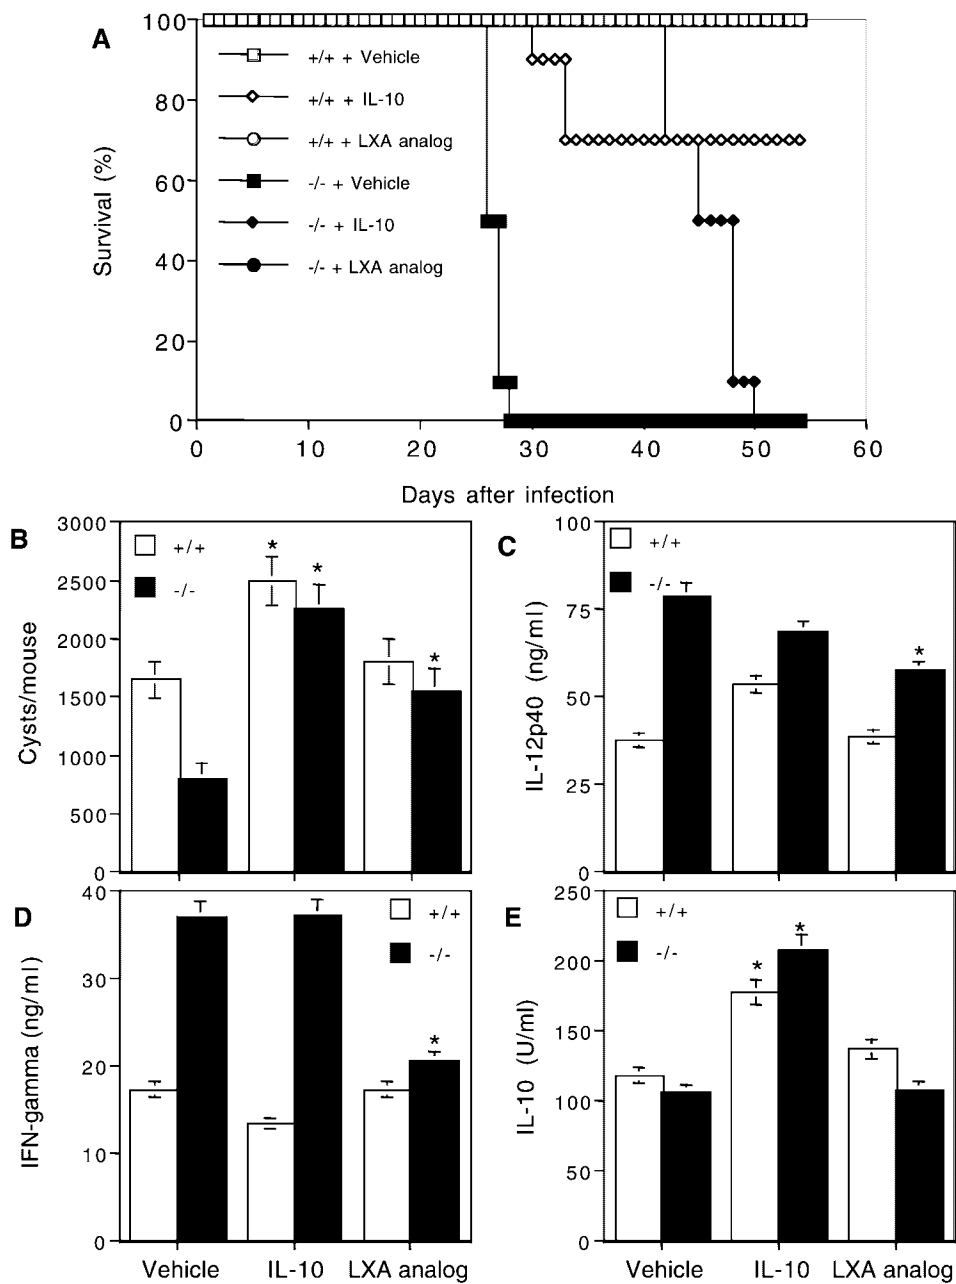 A
100
80
60
40
20
0
Survival (%)
+/+ + Vehicle
+/+ + IL-10
+/+ + LXA analog
-/- + Vehicle
-/- + IL-10
-/- + LXA analog
0 10 20 30 40 50 60
Days after infection
B
3000
2500
2000
1500
1000
500
0
Cysts/mouse
+/+
-/-
*
*
*
C
100
75
50
25
0
IL-12p40 (ng/ml)
+/+
-/-
*
D
40
30
20
10
0
IFN-gamma (ng/ml)
+/+
-/-
*
Vehicle IL-10 LXA analog
E
250
200
150
100
50
0
IL-10 (U/ml)
+/+
-/-
*
*
Vehicle IL-10 LXA analog